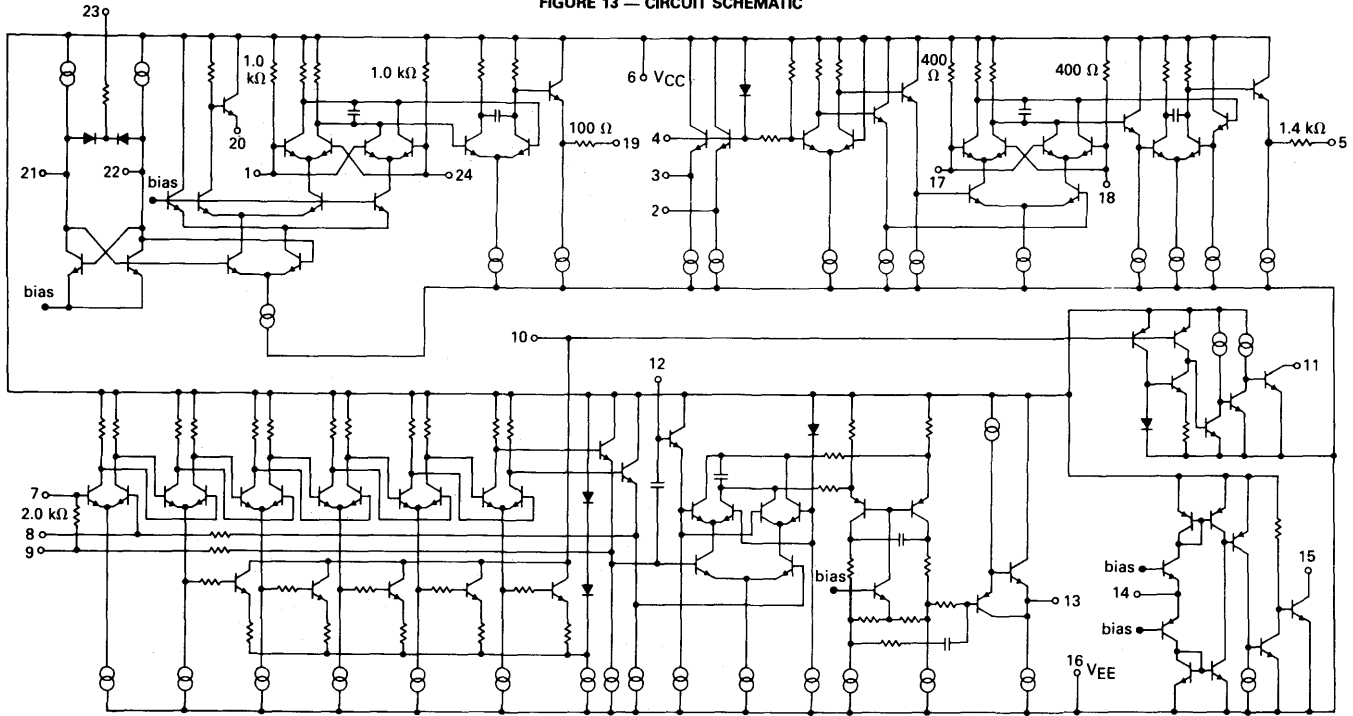 FIGURE 13 — CIRCUIT SCHEMATIC
23
1.0
kΩ
1.0 kΩ
6 VCC
400
Ω
400 Ω
20
100 Ω
19
4
1.4 kΩ
5
21
22
bias
1
24
3
17
18
2
bias
10
12
11
7
2.0 kΩ
8
9
bias
13
bias
14
bias
15
16 VEE